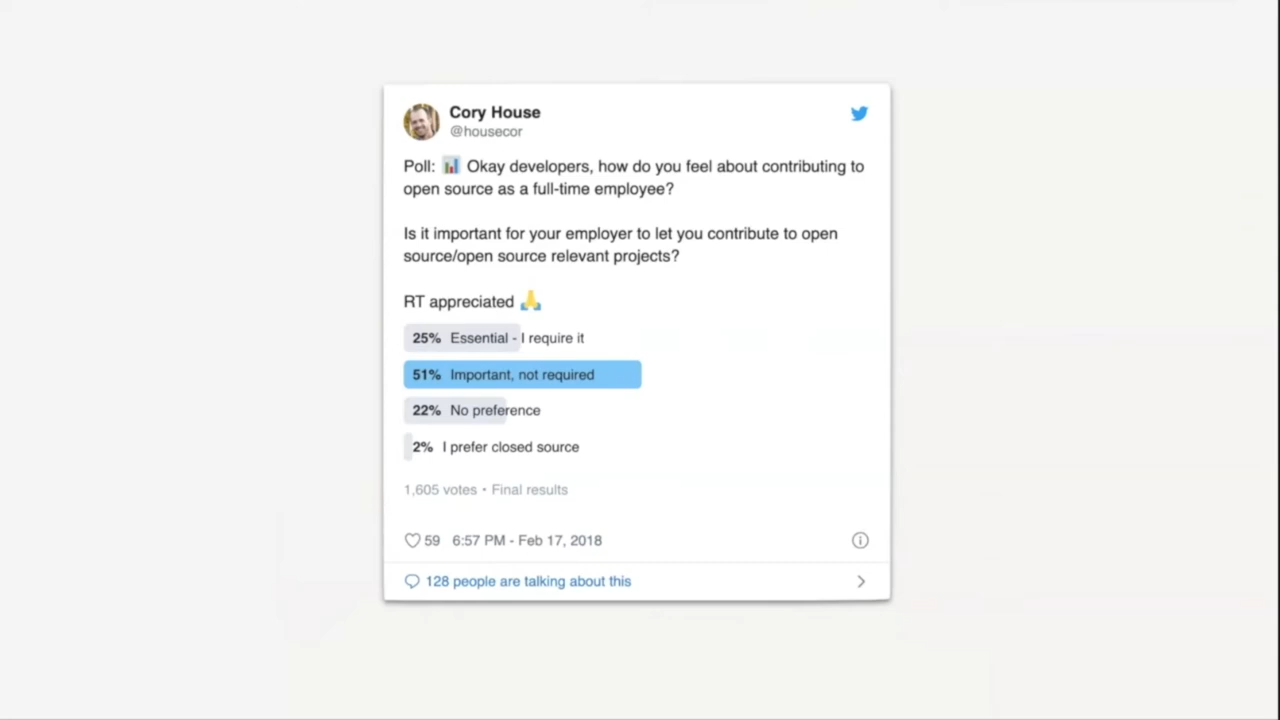 Cory House
@housecor
Poll: 📊 Okay developers, how do you feel about contributing to
open source as a full-time employee?
Is it important for your employer to let you contribute to open
source/open source relevant projects?
RT appreciated 🙏
25% Essential - I require it
51% Important, not required
22% No preference
2% I prefer closed source
1,605 votes • Final results
59 6:57 PM - Feb 17, 2018
128 people are talking about this